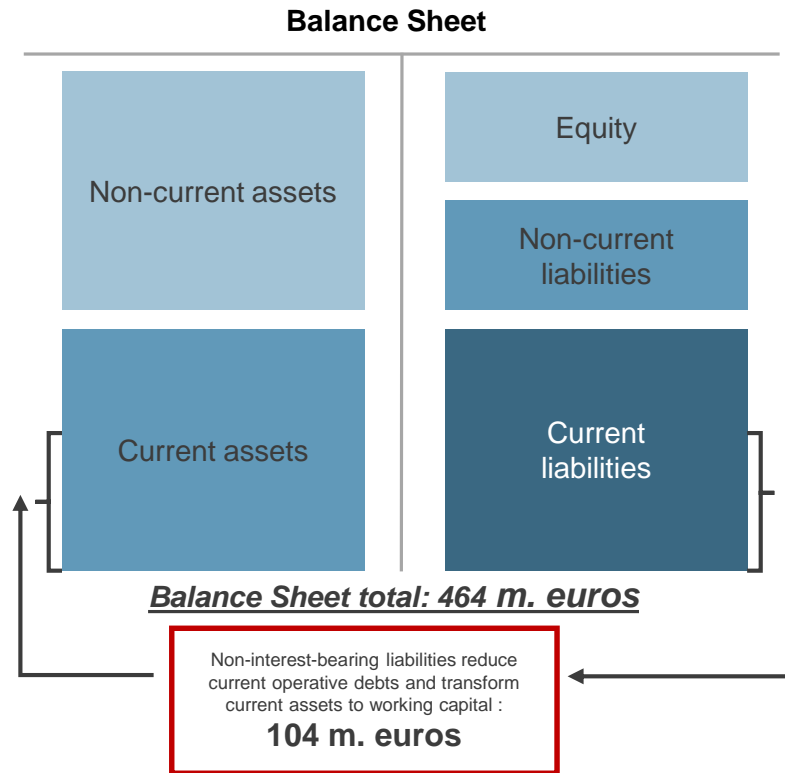 Balance Sheet
Non-current assets
Equity
Non-current
liabilities
Current assets
Current
liabilities
Balance Sheet total: 464 m. euros
Non-interest-bearing liabilities reduce
current operative debts and transform
current assets to working capital :
104 m. euros